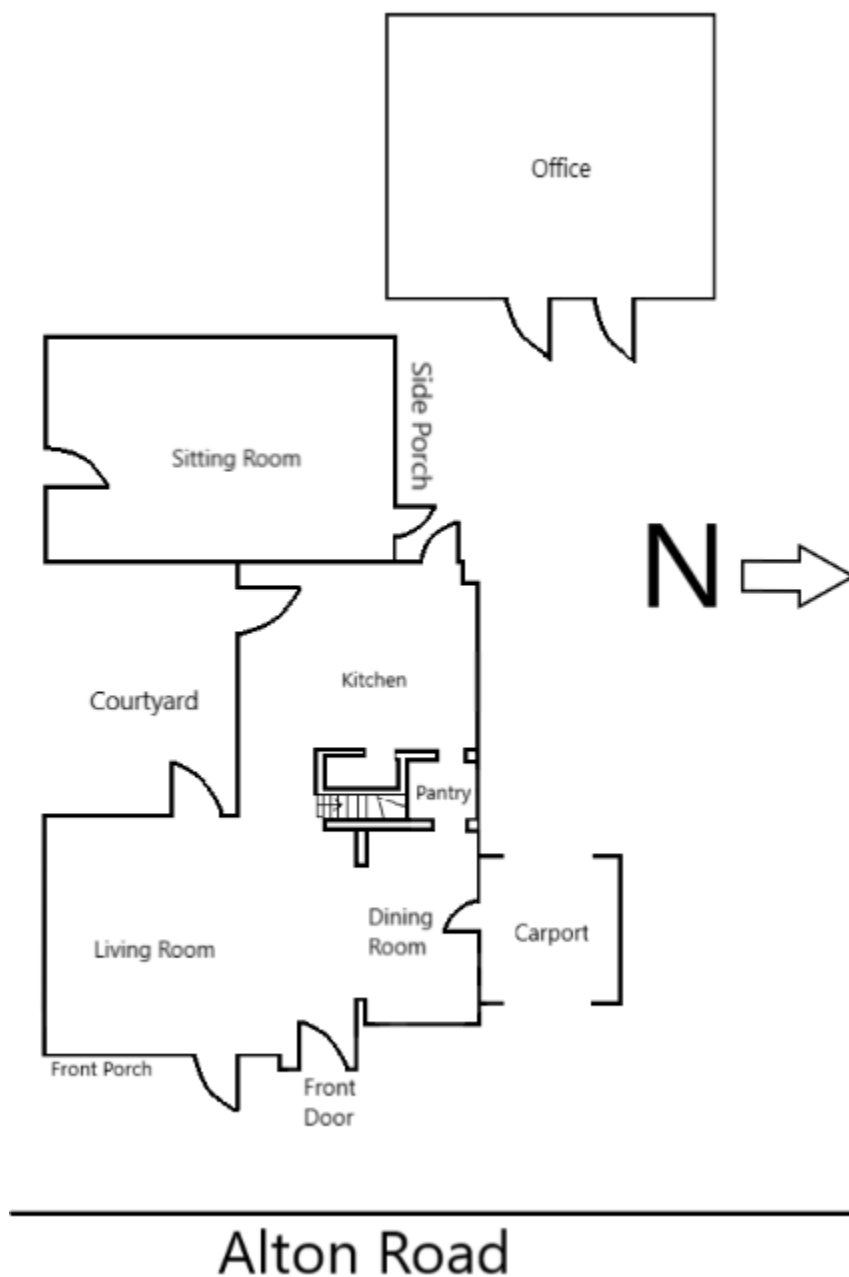 Office
Side Porch
Sitting Room
N
Kitchen
Courtyard
Pantry
Dining
Room
Carport
Living Room
Front Porch
Front
Door
Alton Road